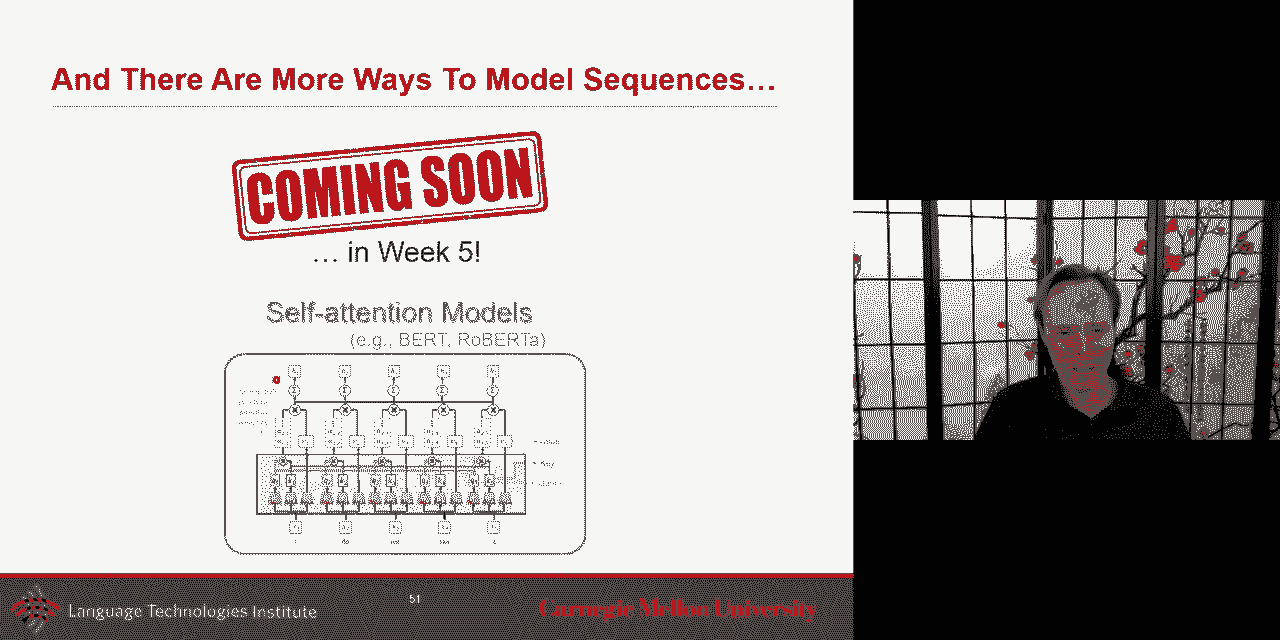 And There Are More Ways To Model Sequences…
COMING SOON
… in Week 5!
Self-attention Models
(e.g., BERT, RoBERTa)
51
Language Technologies Institute
Carnegie Mellon University